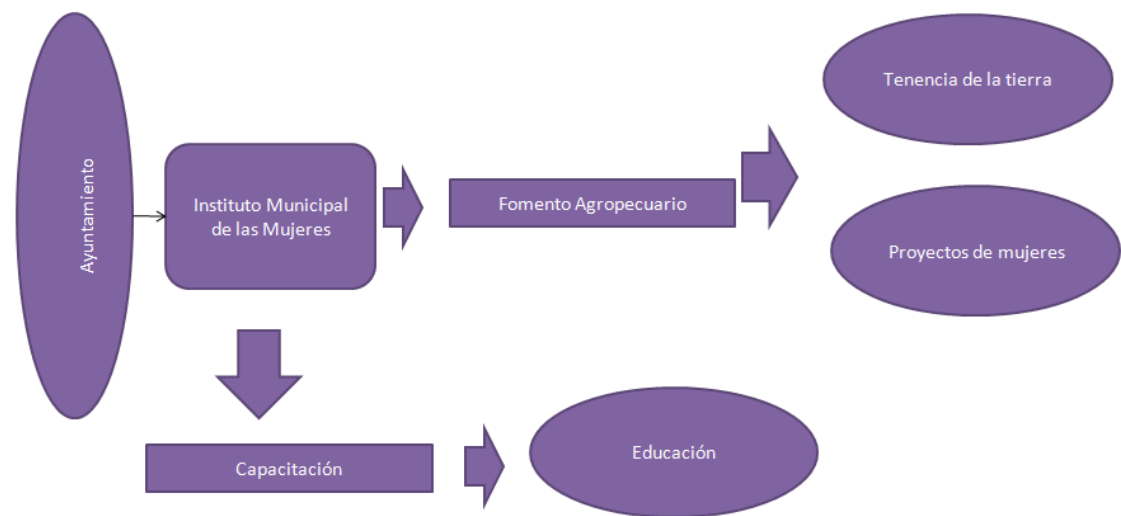 Ayuntamiento
Instituto Municipal
de las Mujeres
Fomento Agropecuario
Tenencia de la tierra
Proyectos de mujeres
Capacitación
Educación